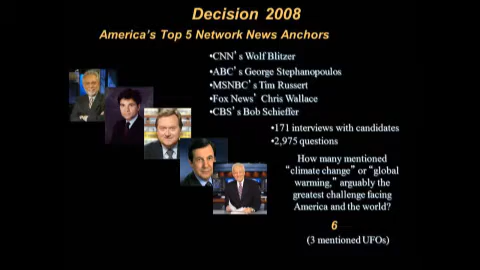 Decision 2008
America's Top 5 Network News Anchors
•CNN's Wolf Blitzer
•ABC's George Stephanopoulos
•MSNBC's Tim Russert
•Fox News' Chris Wallace
•CBS's Bob Schieffer
•171 interviews with candidates
•2,975 questions
How many mentioned
"climate change" or "global
warming," arguably the
greatest challenge facing
America and the world?
6
(3 mentioned UFOs)